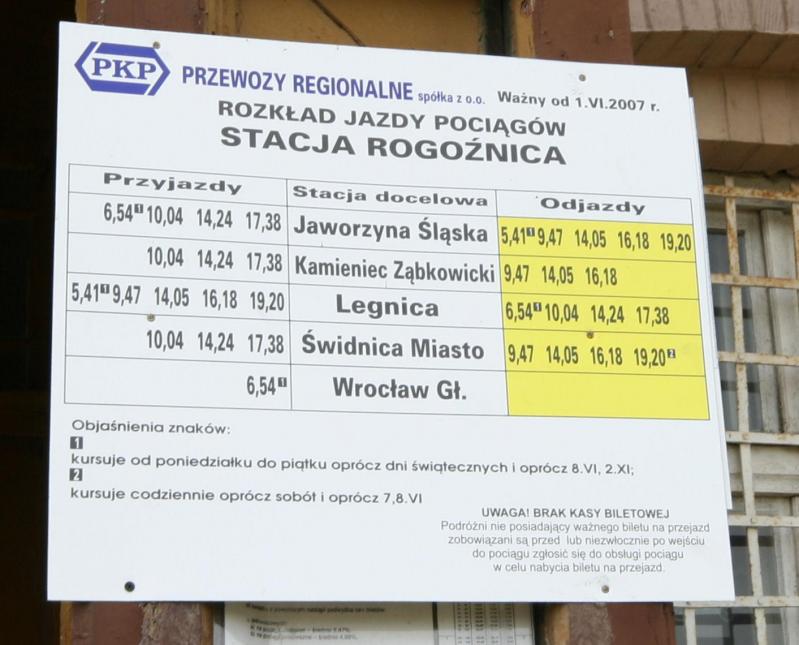 PKP PRZEWOZY REGIONALNE spółka z o.o. Ważny od 1.VI.2007 r.
ROZKŁAD JAZDY POCIĄGÓW
STACJA ROGOŹNICA
Przyjazdy Stacja docelowa Odjazdy
6,54 1 10,04 14,24 17,38 Jaworzyna Śląska 5,41 1 9,47 14,05 16,18 19,20
10,04 14,24 17,38 Kamieniec Ząbkowicki 9,47 14,05 16,18
5,41 1 9,47 14,05 16,18 19,20 Legnica 6,54 1 10,04 14,24 17,38
10,04 14,24 17,38 Świdnica Miasto 9,47 14,05 16,18 19,20 2
6,54 1 Wrocław Gł.
Objaśnienia znaków:
1
kursuje od poniedziałku do piątku oprócz dni świątecznych i oprócz 8.VI, 2.XI;
2
kursuje codziennie oprócz sobót i oprócz 7,8.VI
UWAGA! BRAK KASY BILETOWEJ
Podróżni nie posiadający ważnego biletu na przejazd
zobowiązani są przed lub niezwłocznie po wejściu
do pociągu zgłosić się do obsługi pociągu
w celu nabycia biletu na przejazd.